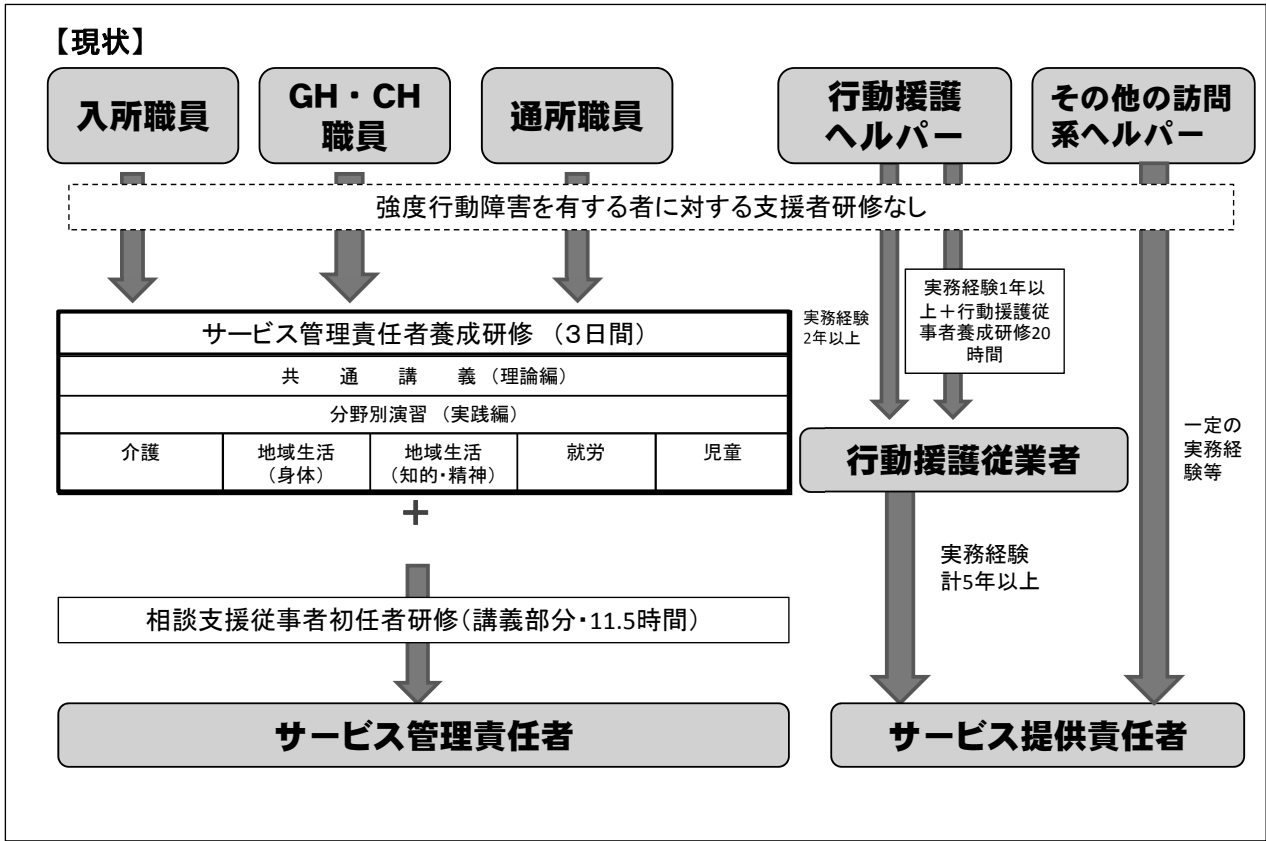 【現状】
入所職員
GH・CH
職員
通所職員
行動援護
ヘルパー
その他の訪問
系ヘルパー
強度行動障害を有する者に対する支援者研修なし
サービス管理責任者養成研修 （3日間）
共 通 講 義 （理論編）
分野別演習 （実践編）
介護
地域生活
（身体）
地域生活
（知的・精神）
就労
児童
+
相談支援従事者初任者研修（講義部分・11.5時間）
サービス管理責任者
実務経験
2年以上
実務経験1年以
上＋行動援護従
事者養成研修20
時間
行動援護従業者
実務経験
計5年以上
一定の
実務経
験等
サービス提供責任者